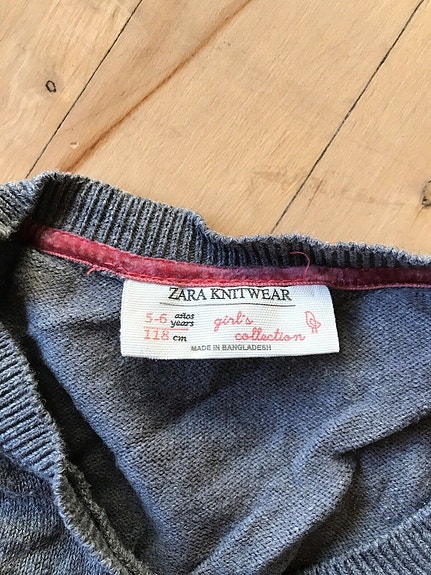 ZARA KNITWEAR
5-6 años years
118 cm
girl's
collection
MADE IN BANGLADESH